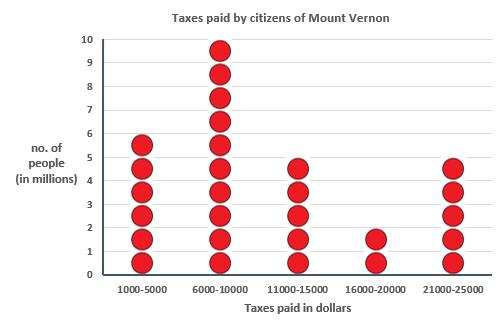 Taxes paid by citizens of Mount Vernon
10
9
8
7
6
5
4
3
2
1
0
no. of
people
(in millions)
1000-5000 6000-10000 11000-15000 16000-20000 21000-25000
Taxes paid in dollars